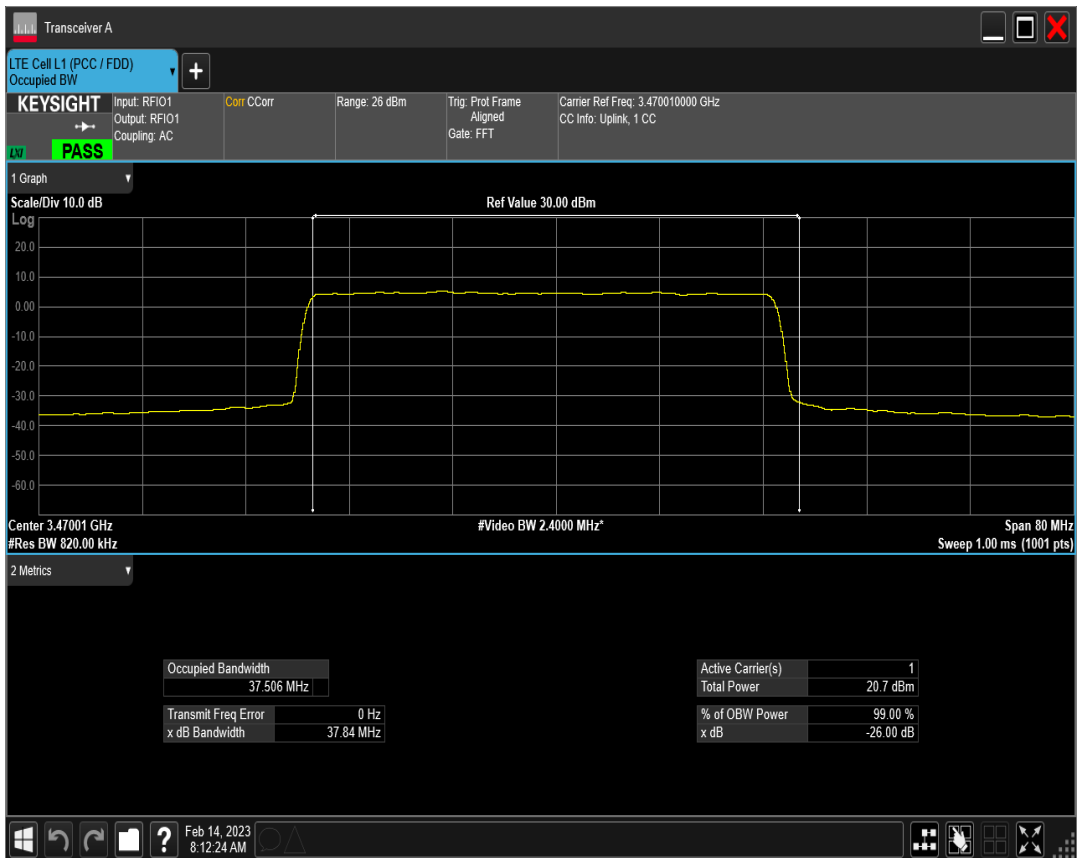 Transceiver A
LTE Cell L1 (PCC / FDD)
Occupied BW
+
KEYSIGHT
LXI
PASS
Input: RFIO1
Output: RFIO1
Coupling: AC
Corr CCorr
Range: 26 dBm
Trig: Prot Frame
Aligned
Gate: FFT
Carrier Ref Freq: 3.470010000 GHz
CC Info: Uplink, 1 CC
1 Graph
Scale/Div 10.0 dB
Ref Value 30.00 dBm
Log
20.0
10.0
0.00
-10.0
-20.0
-30.0
-40.0
-50.0
-60.0
Center 3.47001 GHz
#Video BW 2.4000 MHz*
Span 80 MHz
#Res BW 820.00 kHz
Sweep 1.00 ms (1001 pts)
2 Metrics
Occupied Bandwidth
37.506 MHz
Transmit Freq Error 0 Hz
x dB Bandwidth 37.84 MHz
Active Carrier(s) 1
Total Power 20.7 dBm
% of OBW Power 99.00 %
x dB -26.00 dB
?
Feb 14, 2023
8:12:24 AM